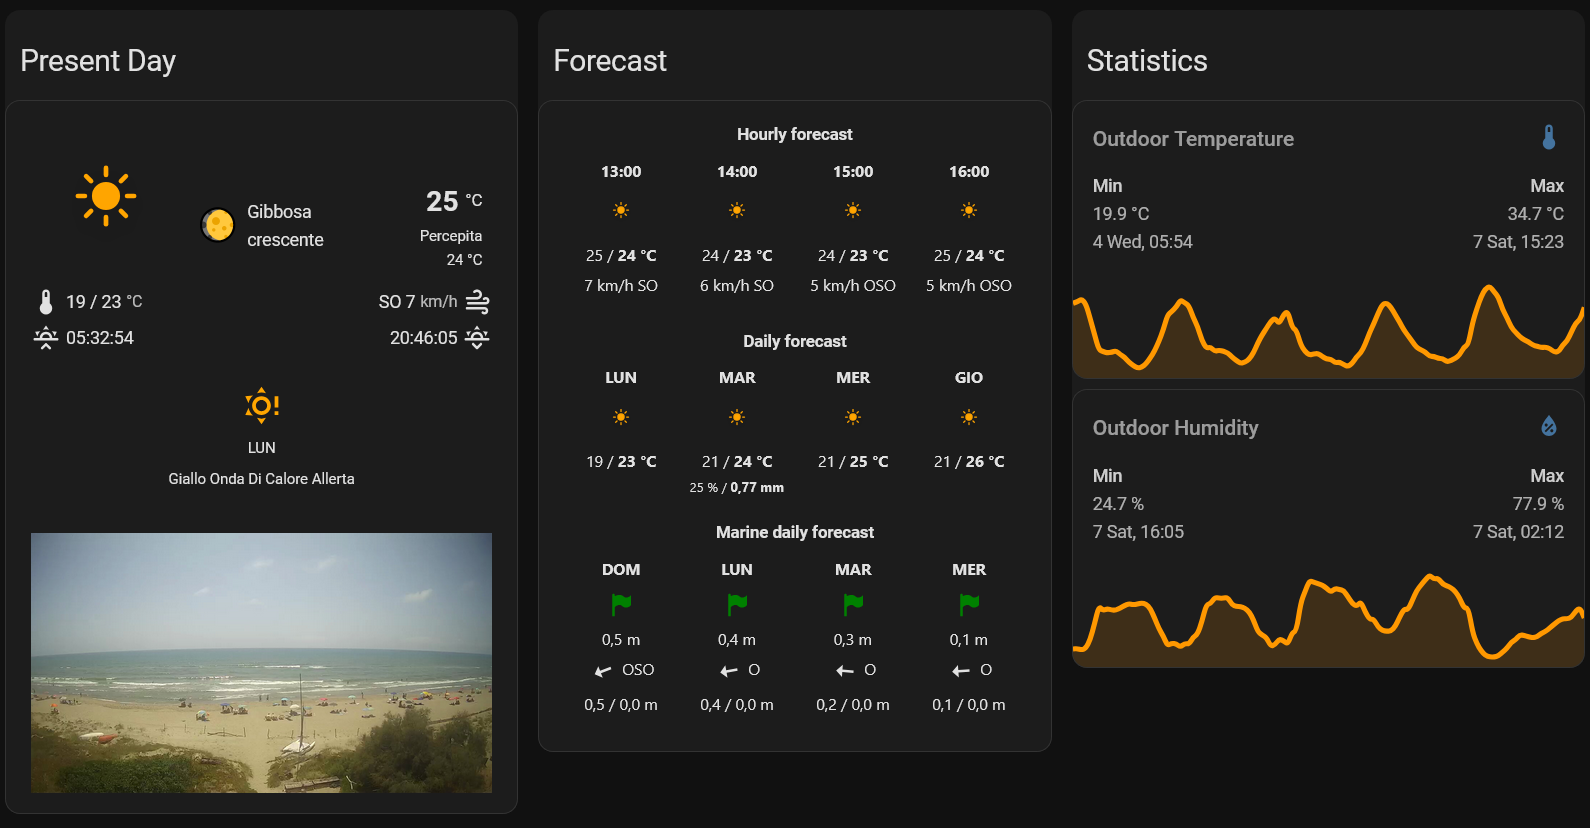 Present Day
Gibbosa
crescente
25 °C
Percepita
24 °C
19 / 23 °C
SO 7 km/h
05:32:54
20:46:05
LUN
Giallo Onda Di Calore Allerta
Forecast
Hourly forecast
13:00 14:00 15:00 16:00
25 / 24 °C 24 / 23 °C 24 / 23 °C 25 / 24 °C
7 km/h SO 6 km/h SO 5 km/h OSO 5 km/h OSO
Daily forecast
LUN MAR MER GIO
19 / 23 °C 21 / 24 °C 21 / 25 °C 21 / 26 °C
25 % / 0,77 mm
Marine daily forecast
DOM LUN MAR MER
0,5 m 0,4 m 0,3 m 0,1 m
OSO O O O
0,5 / 0,0 m 0,4 / 0,0 m 0,2 / 0,0 m 0,1 / 0,0 m
Statistics
Outdoor Temperature
Min Max
19.9 °C 34.7 °C
4 Wed, 05:54 7 Sat, 15:23
Outdoor Humidity
Min Max
24.7 % 77.9 %
7 Sat, 16:05 7 Sat, 02:12